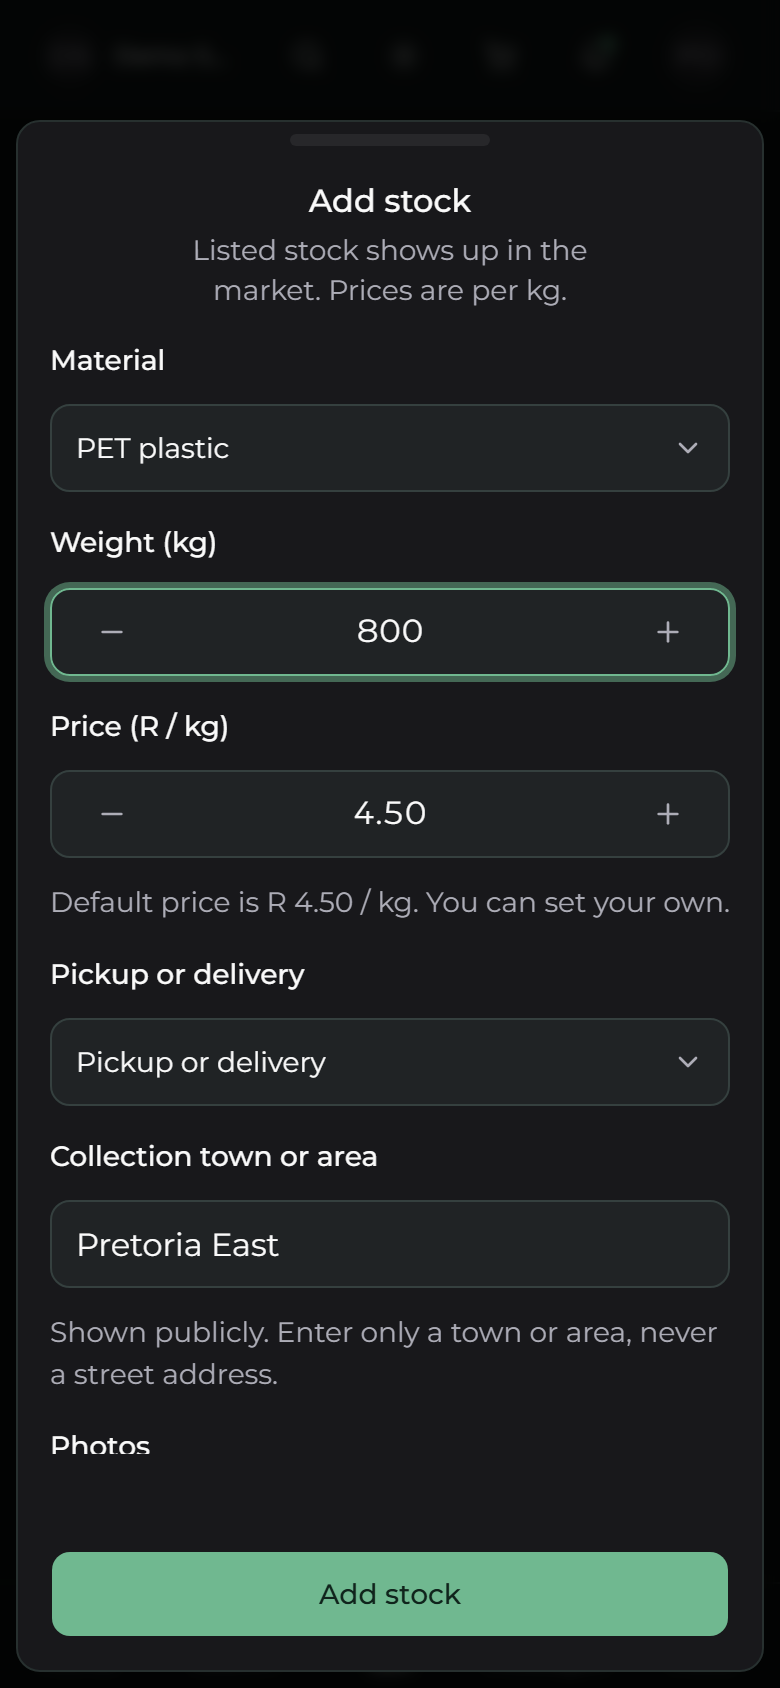 Add stock
Listed stock shows up in the
market. Prices are per kg.
Material
PET plastic
Weight (kg)
800
Price (R / kg)
4.50
Default price is R 4.50 / kg. You can set your own.
Pickup or delivery
Pickup or delivery
Collection town or area
Pretoria East
Shown publicly. Enter only a town or area, never
a street address.
Photos
Add stock